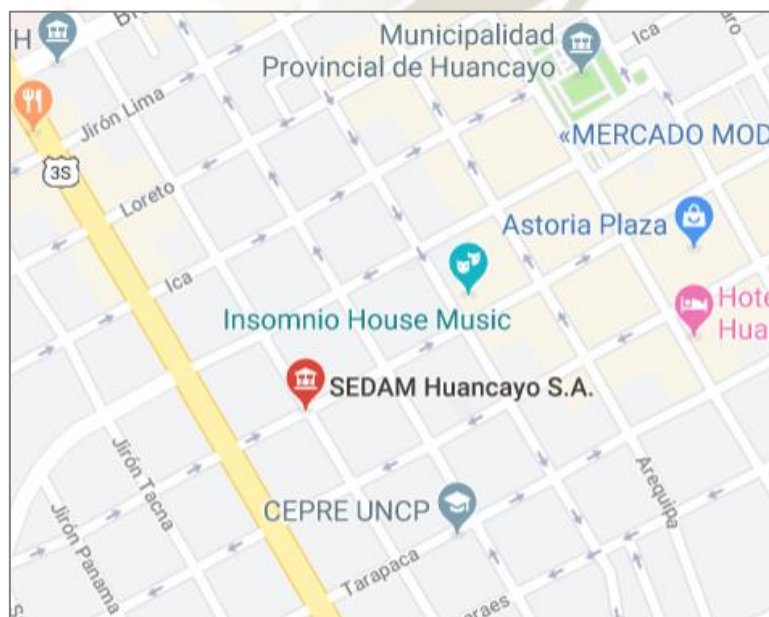 Municipalidad
Provincial de Huancayo
Ica
Jirón Lima
«MERCADO MOD
3S
Loreto
Astoria Plaza
Ica
Insomnio House Music
Hote
Hua
SEDAM Huancayo S.A.
Jirón Tacna
Arequipa
CEPRE UNCP
Jirón Panama
Tarapaca